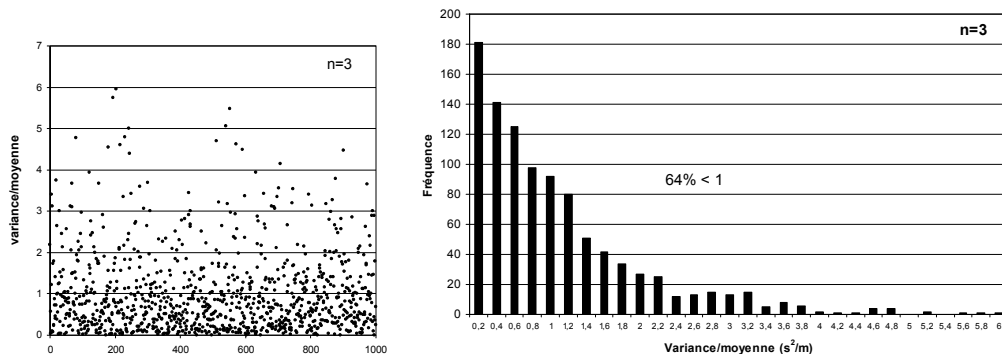 n=3
variance/moyenne
7
6
5
4
3
2
1
0
0 200 400 600 800 1000
n=3
Fréquence
200
180
160
140
120
100
80
60
40
20
0
64% < 1
0,2 0,4 0,6 0,8 1 1,2 1,4 1,6 1,8 2 2,2 2,4 2,6 2,8 3 3,2 3,4 3,6 3,8 4 4,2 4,4 4,6 4,8 5 5,2 5,4 5,6 5,8 6
Variance/moyenne (s²/m)